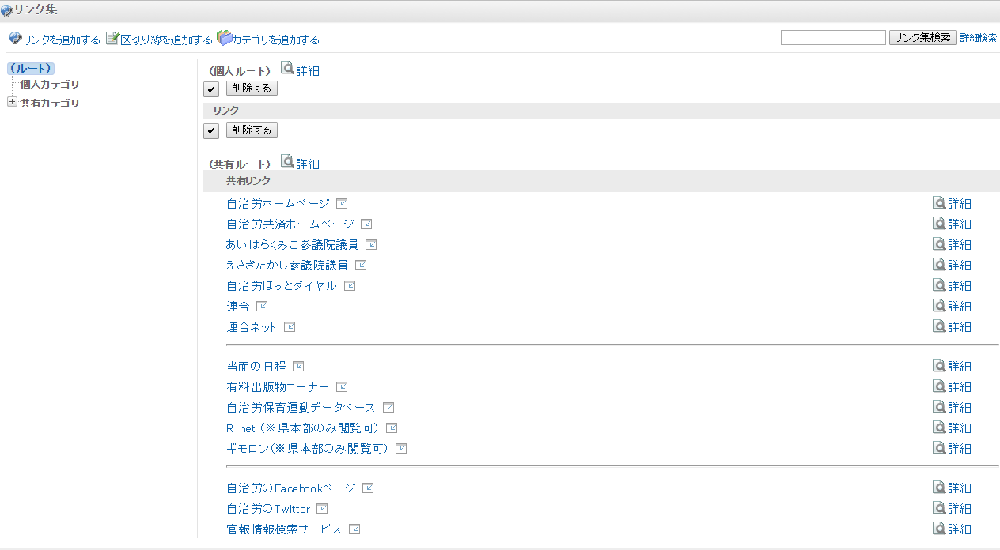 リンク集
リンクを追加する 区切り線を追加する カテゴリを追加する リンク集検索 詳細検索
(ルート)
個人カテゴリ
共有カテゴリ
(個人ルート) 詳細
削除する
リンク
削除する
(共有ルート) 詳細
共有リンク
自治労ホームページ 詳細
自治労共済ホームページ 詳細
あいはらくみこ参議院議員 詳細
えさきたかし参議院議員 詳細
自治労ほっとダイヤル 詳細
連合 詳細
連合ネット 詳細
当面の日程 詳細
有料出版物コーナー 詳細
自治労保育運動データベース 詳細
R-net (※県本部のみ閲覧可) 詳細
ギモロン(※県本部のみ閲覧可) 詳細
自治労のFacebookページ 詳細
自治労のTwitter 詳細
官報情報検索サービス 詳細